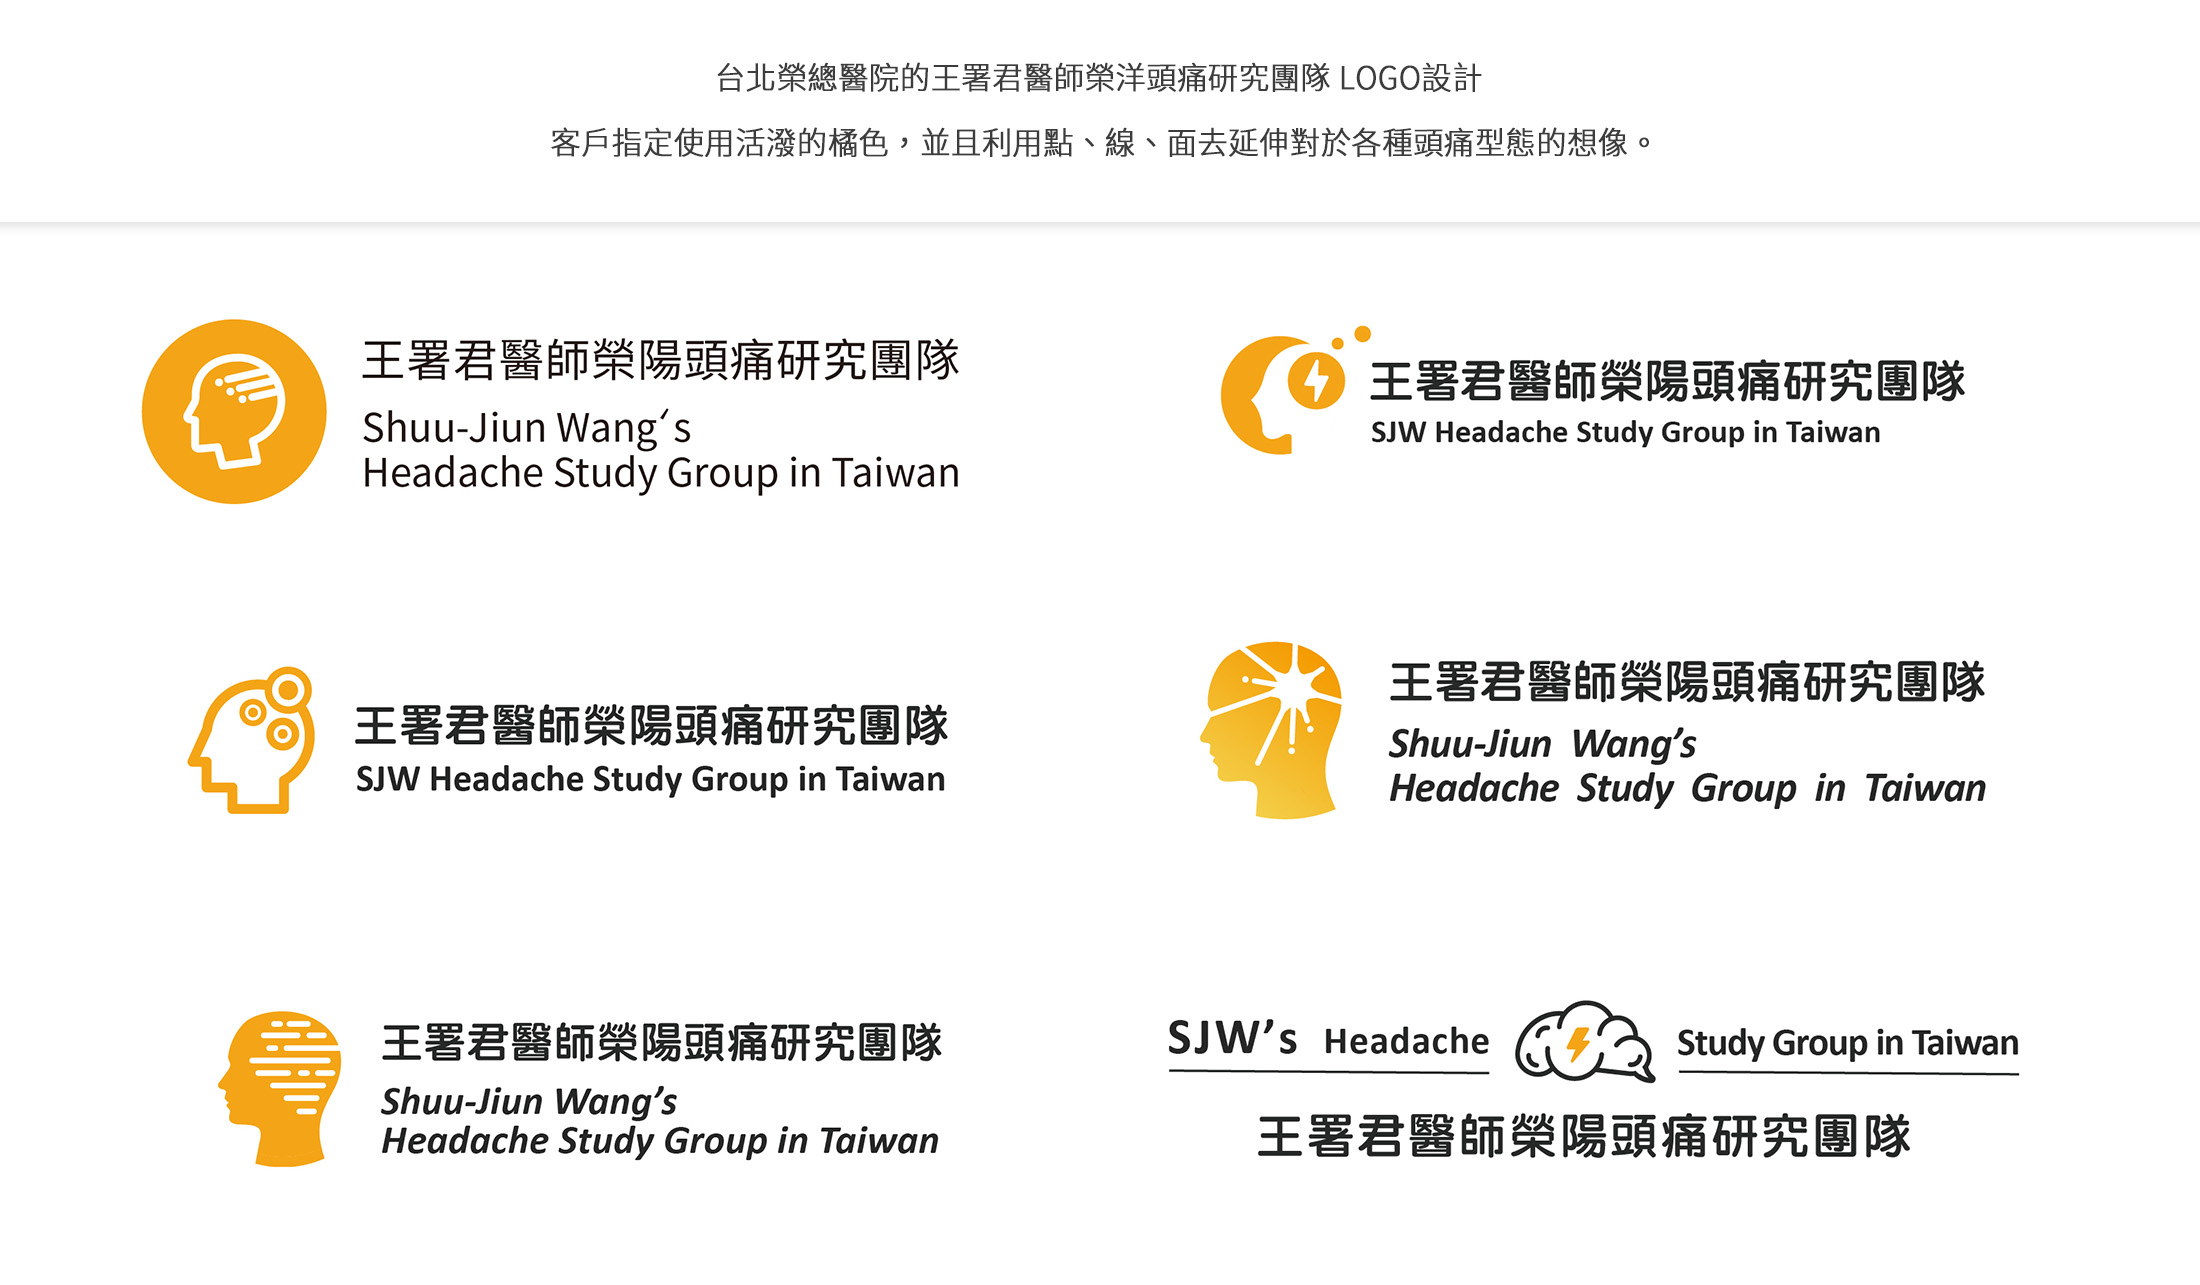 台北榮總醫院的王署君醫師榮洋頭痛研究團隊 LOGO設計
客戶指定使用活潑的橘色，並且利用點、線、面去延伸對於各種頭痛型態的想像。
王署君醫師榮陽頭痛研究團隊
Shuu-Jiun Wang‘s
Headache Study Group in Taiwan
王署君醫師榮陽頭痛研究團隊
SJW Headache Study Group in Taiwan
王署君醫師榮陽頭痛研究團隊
SJW Headache Study Group in Taiwan
王署君醫師榮陽頭痛研究團隊
Shuu-Jiun Wang’s
Headache Study Group in Taiwan
王署君醫師榮陽頭痛研究團隊
Shuu-Jiun Wang’s
Headache Study Group in Taiwan
SJW’s Headache Study Group in Taiwan
王署君醫師榮陽頭痛研究團隊